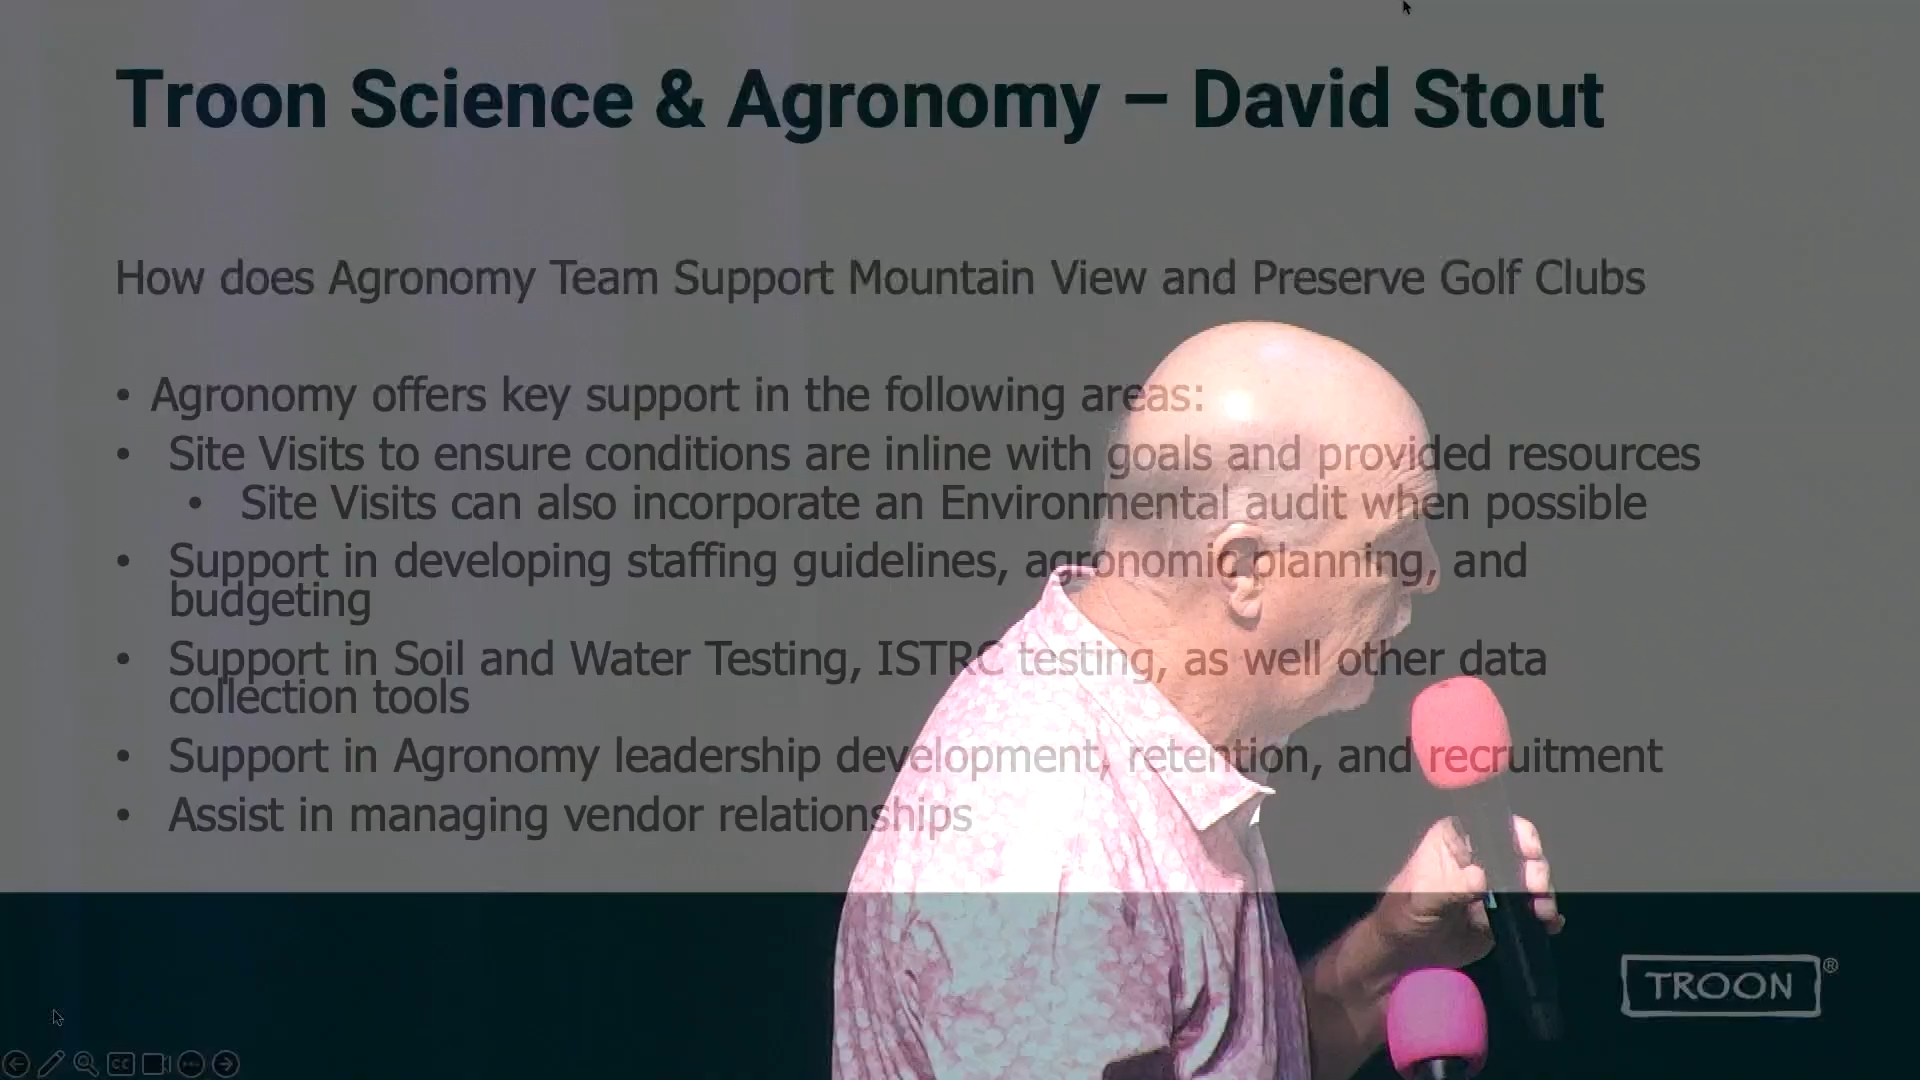 Troon Science & Agronomy – David Stout
How does Agronomy Team Support Mountain View and Preserve Golf Clubs
• Agronomy offers key support in the following areas:
• Site Visits to ensure conditions are inline with goals and provided resources
• Site Visits can also incorporate an Environmental audit when possible
• Support in developing staffing guidelines, agronomic planning, and
budgeting
• Support in Soil and Water Testing, ISTRC testing, as well other data
collection tools
• Support in Agronomy leadership development, retention, and recruitment
• Assist in managing vendor relationships
TROON®
CC